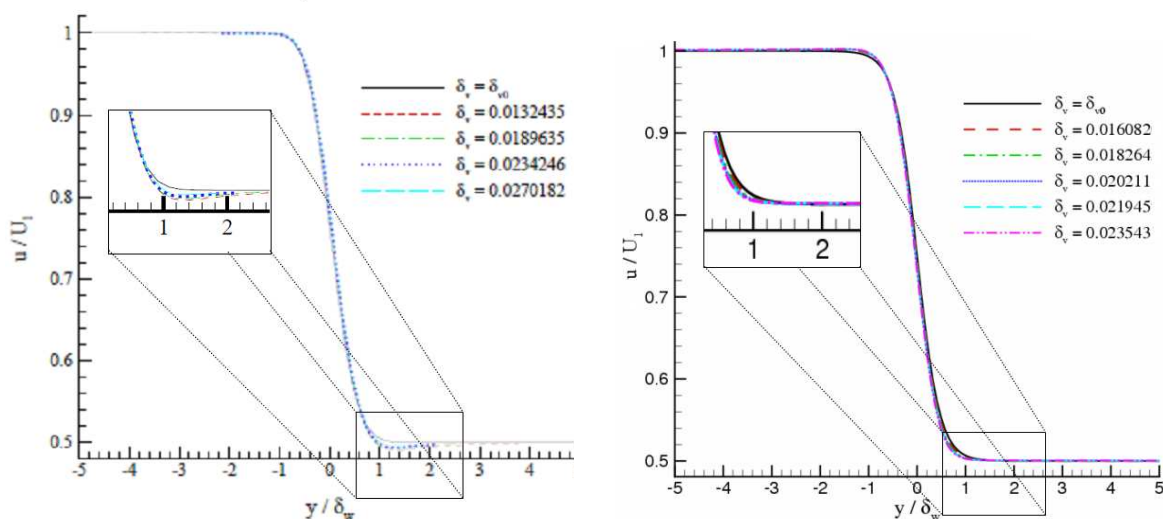 u / U₁
1
0.9
0.8
0.7
0.6
0.5
-5 -4 -3 -2 -1 0 1 2 3 4
y / δw
δv = δv0
δv = 0.0132435
δv = 0.0189635
δv = 0.0234246
δv = 0.0270182
1 2
u / U₁
1
0.9
0.8
0.7
0.6
0.5
-5 -4 -3 -2 -1 0 1 2 3 4 5
y / δw
δv = δv0
δv = 0.016082
δv = 0.018264
δv = 0.020211
δv = 0.021945
δv = 0.023543
1 2